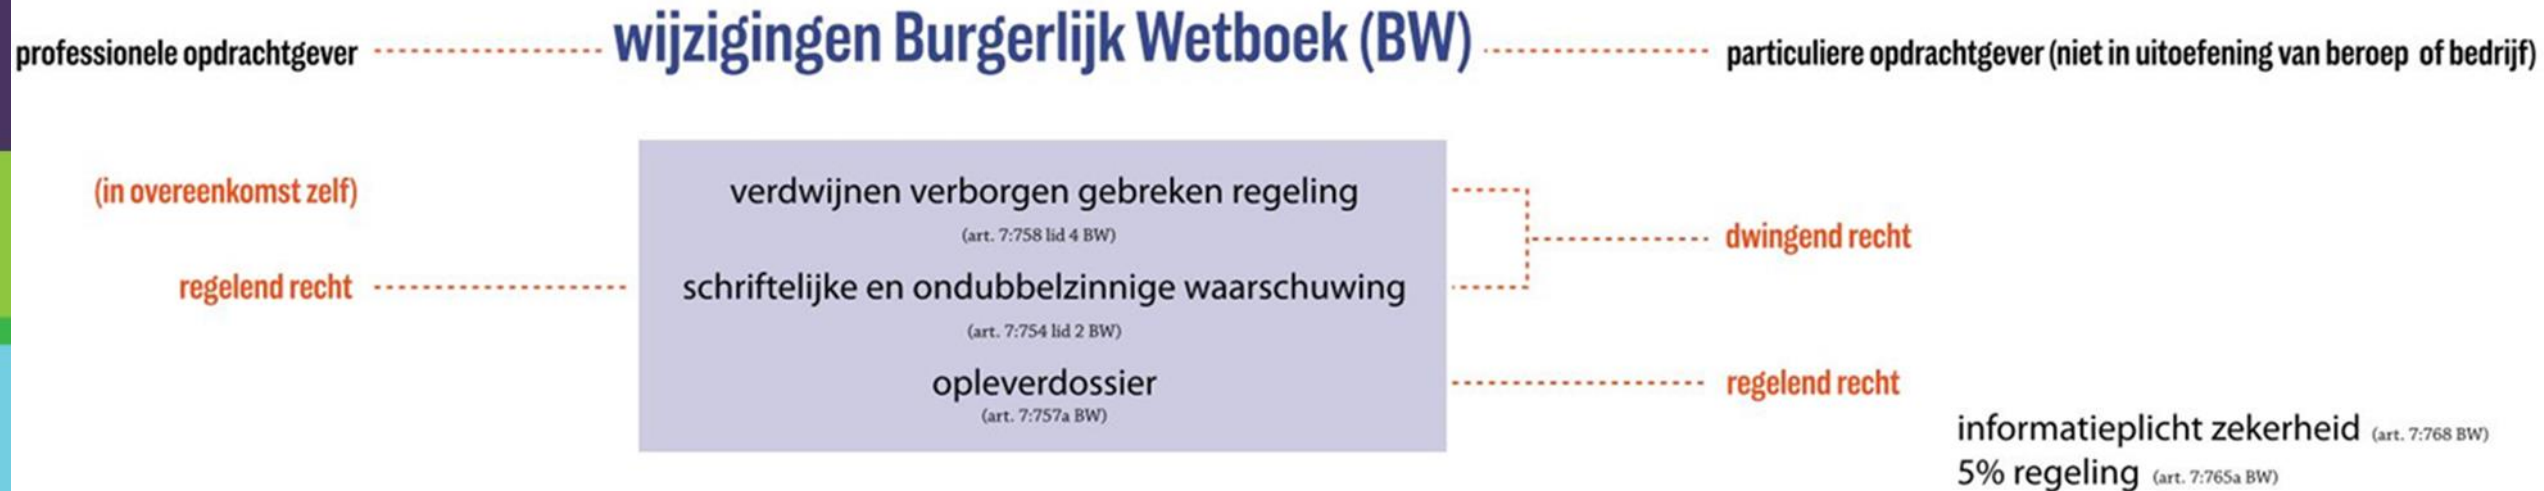 professionele opdrachtgever
wijzigingen Burgerlijk Wetboek (BW)
particuliere opdrachtgever (niet in uitoefening van beroep of bedrijf)
(in overeenkomst zelf)
verdwijnen verborgen gebreken regeling
(art. 7:758 lid 4 BW)
dwingend recht
regelend recht
schriftelijke en ondubbelzinnige waarschuwing
(art. 7:754 lid 2 BW)
opleverdossier
(art. 7:757a BW)
regelend recht
informatieplicht zekerheid (art. 7:768 BW)
5% regeling (art. 7:765a BW)